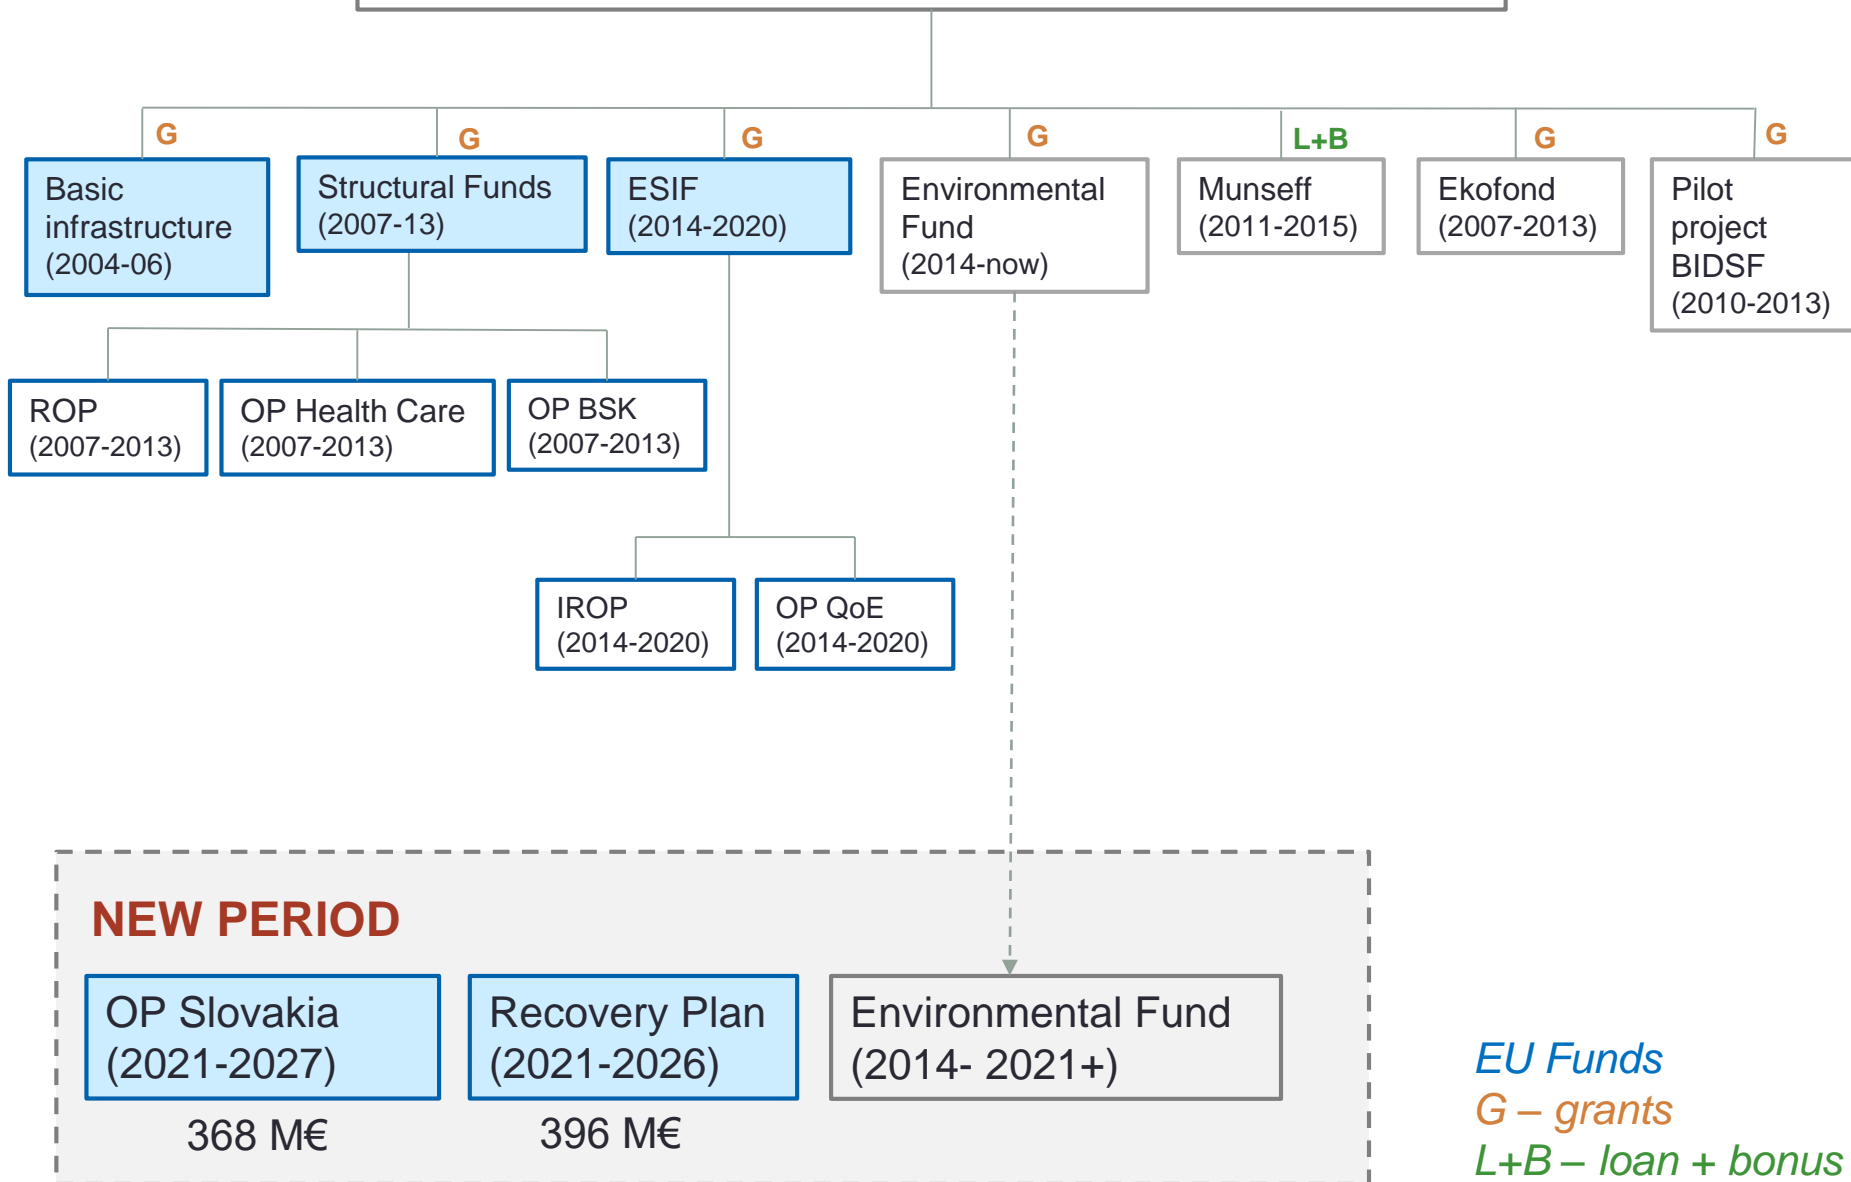 G
G
G
G
L+B
G
G
Basic
infrastructure
(2004-06)
Structural Funds
(2007-13)
ESIF
(2014-2020)
Environmental
Fund
(2014-now)
Munseff
(2011-2015)
Ekofond
(2007-2013)
Pilot
project
BIDSF
(2010-2013)
ROP
(2007-2013)
OP Health Care
(2007-2013)
OP BSK
(2007-2013)
IROP
(2014-2020)
OP QoE
(2014-2020)
NEW PERIOD
OP Slovakia
(2021-2027)
368 M€
Recovery Plan
(2021-2026)
396 M€
Environmental Fund
(2014- 2021+)
EU Funds
G – grants
L+B – loan + bonus